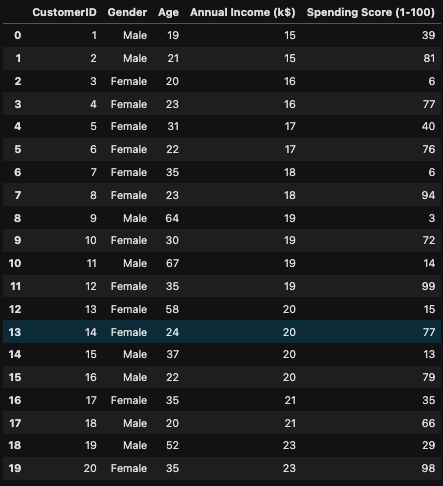 CustomerID Gender Age Annual Income (k$) Spending Score (1-100)
0 1 Male 19 15 39
1 2 Male 21 15 81
2 3 Female 20 16 6
3 4 Female 23 16 77
4 5 Female 31 17 40
5 6 Female 22 17 76
6 7 Female 35 18 6
7 8 Female 23 18 94
8 9 Male 64 19 3
9 10 Female 30 19 72
10 11 Male 67 19 14
11 12 Female 35 19 99
12 13 Female 58 20 15
13 14 Female 24 20 77
14 15 Male 37 20 13
15 16 Male 22 20 79
16 17 Female 35 21 35
17 18 Male 20 21 66
18 19 Male 52 23 29
19 20 Female 35 23 98